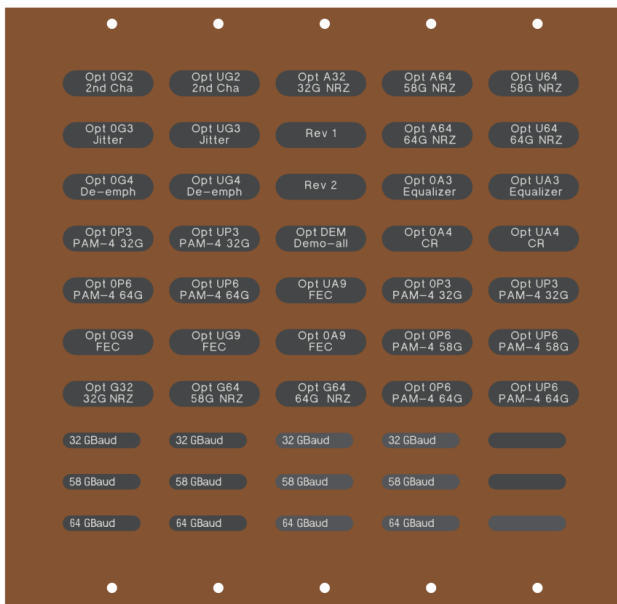 Opt 0G2
2nd Cha
Opt UG2
2nd Cha
Opt A32
32G NRZ
Opt A64
58G NRZ
Opt U64
58G NRZ
Opt 0G3
Jitter
Opt UG3
Jitter
Rev 1
Opt A64
64G NRZ
Opt U64
64G NRZ
Opt 0G4
De-emph
Opt UG4
De-emph
Rev 2
Opt 0A3
Equalizer
Opt UA3
Equalizer
Opt 0P3
PAM-4 32G
Opt UP3
PAM-4 32G
Opt DEM
Demo-all
Opt 0A4
CR
Opt UA4
CR
Opt 0P6
PAM-4 64G
Opt UP6
PAM-4 64G
Opt UA9
FEC
Opt 0P3
PAM-4 32G
Opt UP3
PAM-4 32G
Opt 0G9
FEC
Opt UG9
FEC
Opt 0A9
FEC
Opt 0P6
PAM-4 58G
Opt UP6
PAM-4 58G
Opt G32
32G NRZ
Opt G64
58G NRZ
Opt G64
64G NRZ
Opt 0P6
PAM-4 64G
Opt UP6
PAM-4 64G
32 GBaud
32 GBaud
32 GBaud
32 GBaud
58 GBaud
58 GBaud
58 GBaud
58 GBaud
64 GBaud
64 GBaud
64 GBaud
64 GBaud